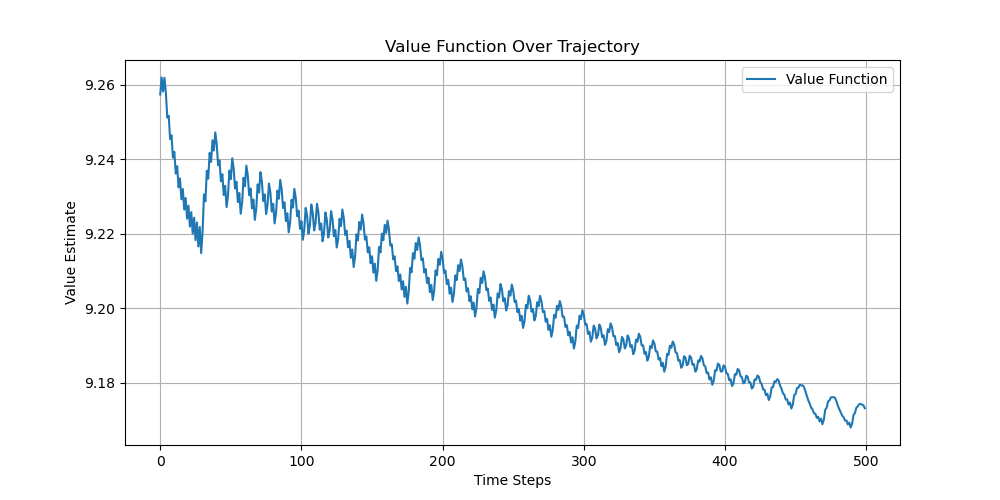 Value Function Over Trajectory
Value Function
9.26
9.24
9.22
9.20
9.18
Value Estimate
0 100 200 300 400 500
Time Steps